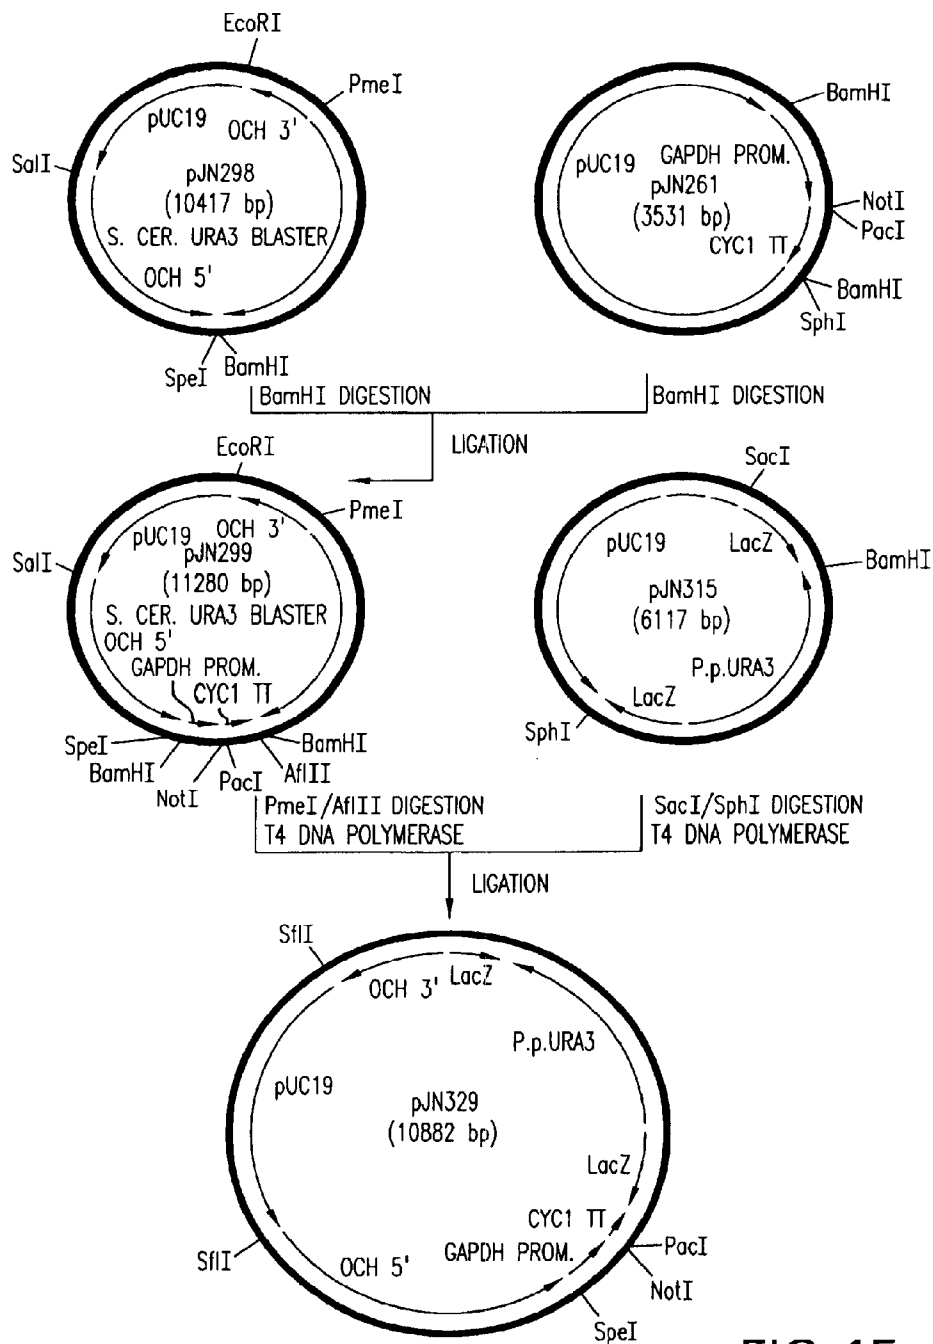 EcoRI
PmeI
pUC19
OCH 3'
SalI
pJN298
(10417 bp)
S. CER. URA3 BLASTER
OCH 5'
SpeI
BamHI
BamHI
pUC19
GAPDH PROM.
pJN261
(3531 bp)
NotI
PacI
CYC1 TT
BamHI
SphI
BamHI DIGESTION
BamHI DIGESTION
LIGATION
EcoRI
PmeI
pUC19
OCH 3'
pJN299
SalI
(11280 bp)
S. CER. URA3 BLASTER
OCH 5'
GAPDH PROM.
CYC1 TT
SpeI
BamHI
BamHI
AflII
NotI
PacI
SacI
pUC19
LacZ
BamHI
pJN315
(6117 bp)
P.p.URA3
LacZ
SphI
PmeI/AflII DIGESTION
T4 DNA POLYMERASE
SacI/SphI DIGESTION
T4 DNA POLYMERASE
LIGATION
SfiI
OCH 3'
LacZ
P.p.URA3
pUC19
pJN329
(10882 bp)
LacZ
CYC1 TT
GAPDH PROM.
PacI
NotI
SfiI
OCH 5'
SpeI